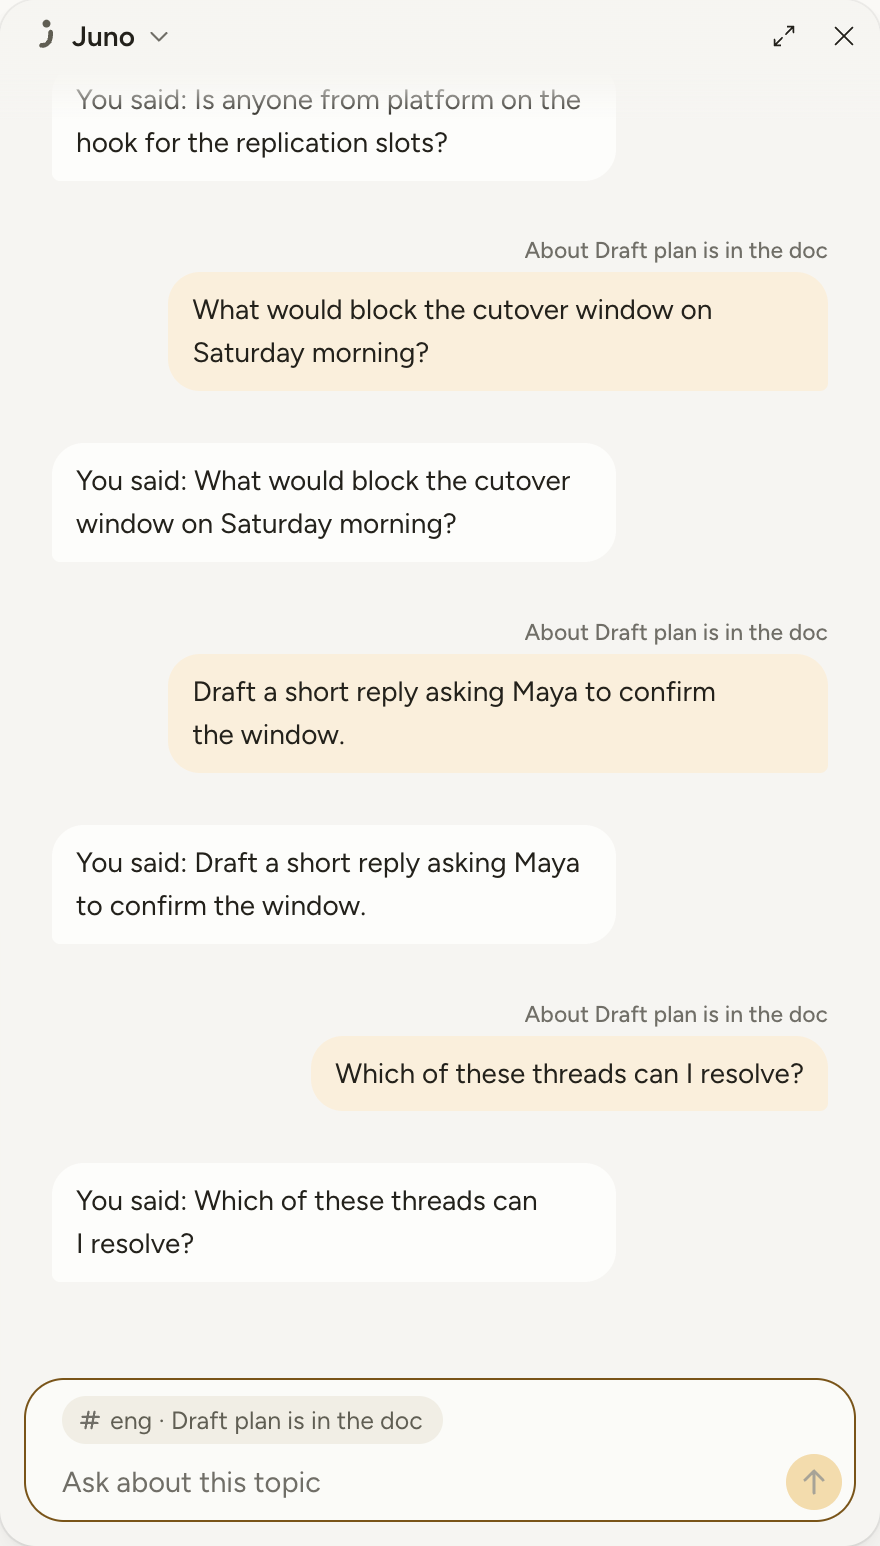 Juno
You said: Is anyone from platform on the
hook for the replication slots?
About Draft plan is in the doc
What would block the cutover window on
Saturday morning?
You said: What would block the cutover
window on Saturday morning?
About Draft plan is in the doc
Draft a short reply asking Maya to confirm
the window.
You said: Draft a short reply asking Maya
to confirm the window.
About Draft plan is in the doc
Which of these threads can I resolve?
You said: Which of these threads can
I resolve?
# eng · Draft plan is in the doc
Ask about this topic